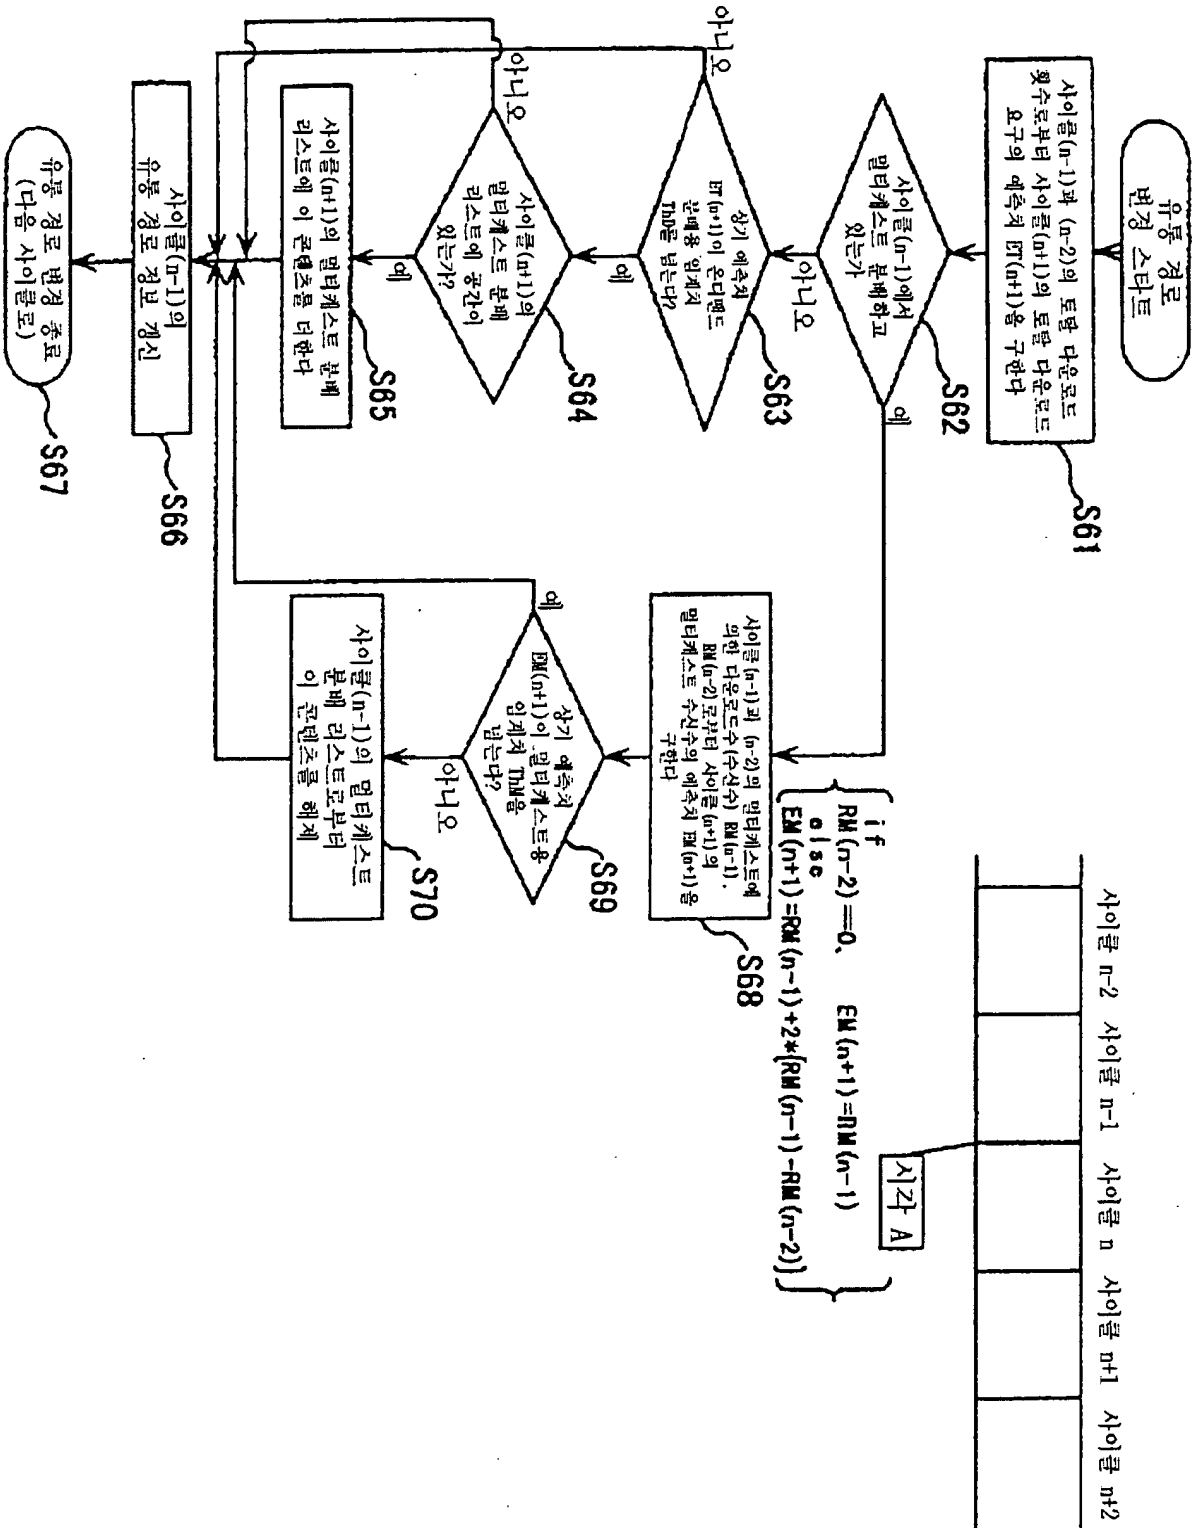 유통 경로
변경 스타트
사이클(n-1)과 (n-2)의 토탈 다운로드
횟수로부터 사이클(n+1)의 토탈 다운로드
요구의 예측치 ET(n+1)을 구한다
S61
사이클(n-1)에서
멀티캐스트 분배하고
있는가
S62
예
아니오
상기 예측치
ET(n+1)이 온디맨드
분배용 임계치
ThD를 넘는다?
S63
아니오
예
사이클(n+1)의
멀티캐스트 분배
리스트에 공간이
있는가?
S64
아니오
예
사이클(n+1)의 멀티캐스트 분배
리스트에 이 콘텐츠를 더한다
S65
사이클(n-1)의
유통 경로 정보 갱신
S66
유통 경로 변경 종료
(다음 사이클로)
S67
사이클(n-1)과 (n-2)의 멀티캐스트에
의한 다운로드수(수신수) RM(n-1),
RM(n-2)로부터 사이클(n+1)의
멀티캐스트 수신수의 예측치 EM(n+1)을
구한다
S68
상기 예측치
EM(n+1)이 멀티캐스트용
임계치 ThM을
넘는다?
S69
예
아니오
사이클(n-1)의 멀티캐스트
분배 리스트로부터
이 콘텐츠를 해제
S70
if
RM(n-2)==0, EM(n+1)=RM(n-1)
else
EM(n+1)=RM(n-1)+2*{RM(n-1)-RM(n-2)}
사이클 n-2 사이클 n-1 사이클 n 사이클 n+1 사이클 n+2
시각 A